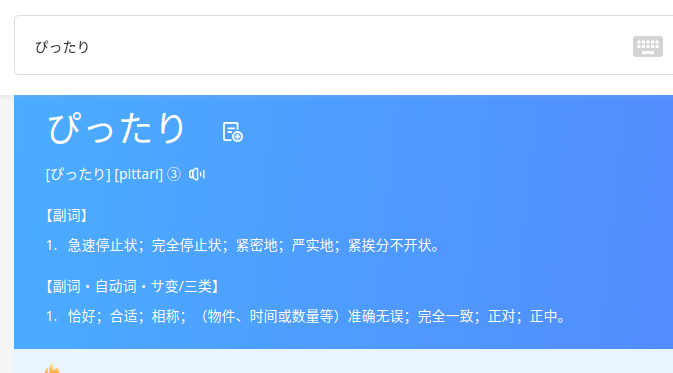 ぴったり
ぴったり
[ぴったり] [pittarl] ③
【副词】
1. 急速停止状；完全停止状；紧密地；严实地；紧挨分不开状。
【副词・自动词・サ变/三类】
1. 恰好；合适；相称；（物件、时间或数量等）准确无误；完全一致；正对；正中。